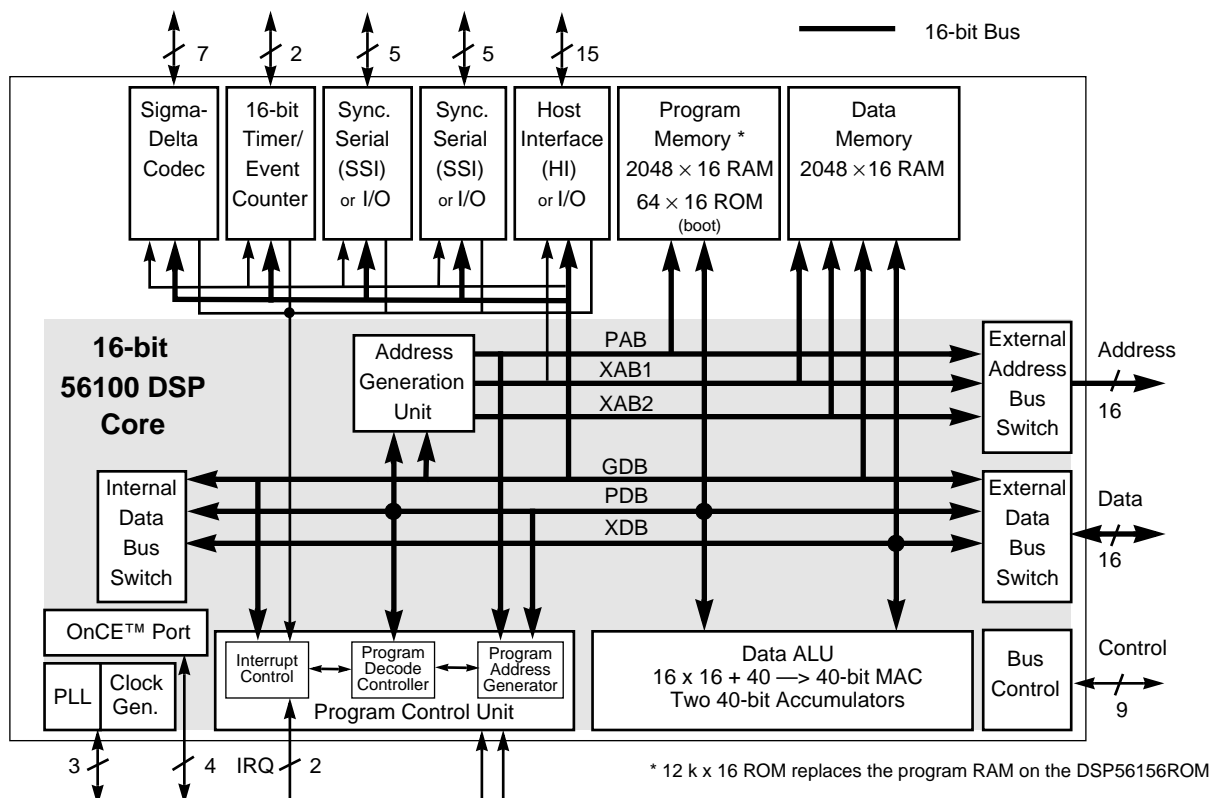 16-bit Bus
7
2
5
5
15
Sigma-
Delta
Codec
16-bit
Timer/
Event
Counter
Sync.
Serial
(SSI)
or I/O
Sync.
Serial
(SSI)
or I/O
Host
Interface
(HI)
or I/O
Program
Memory *
2048 × 16 RAM
64 × 16 ROM
(boot)
Data
Memory
2048 ×16 RAM
16-bit
56100 DSP
Core
Address
Generation
Unit
PAB
XAB1
XAB2
External
Address
Bus
Switch
Address
16
Internal
Data
Bus
Switch
GDB
PDB
XDB
External
Data
Bus
Switch
Data
16
OnCE™ Port
PLL
Clock
Gen.
Interrupt
Control
Program
Decode
Controller
Program
Address
Generator
Program Control Unit
Data ALU
16 x 16 + 40 —> 40-bit MAC
Two 40-bit Accumulators
Bus
Control
Control
9
3
4
IRQ
2
* 12 k x 16 ROM replaces the program RAM on the DSP56156ROM